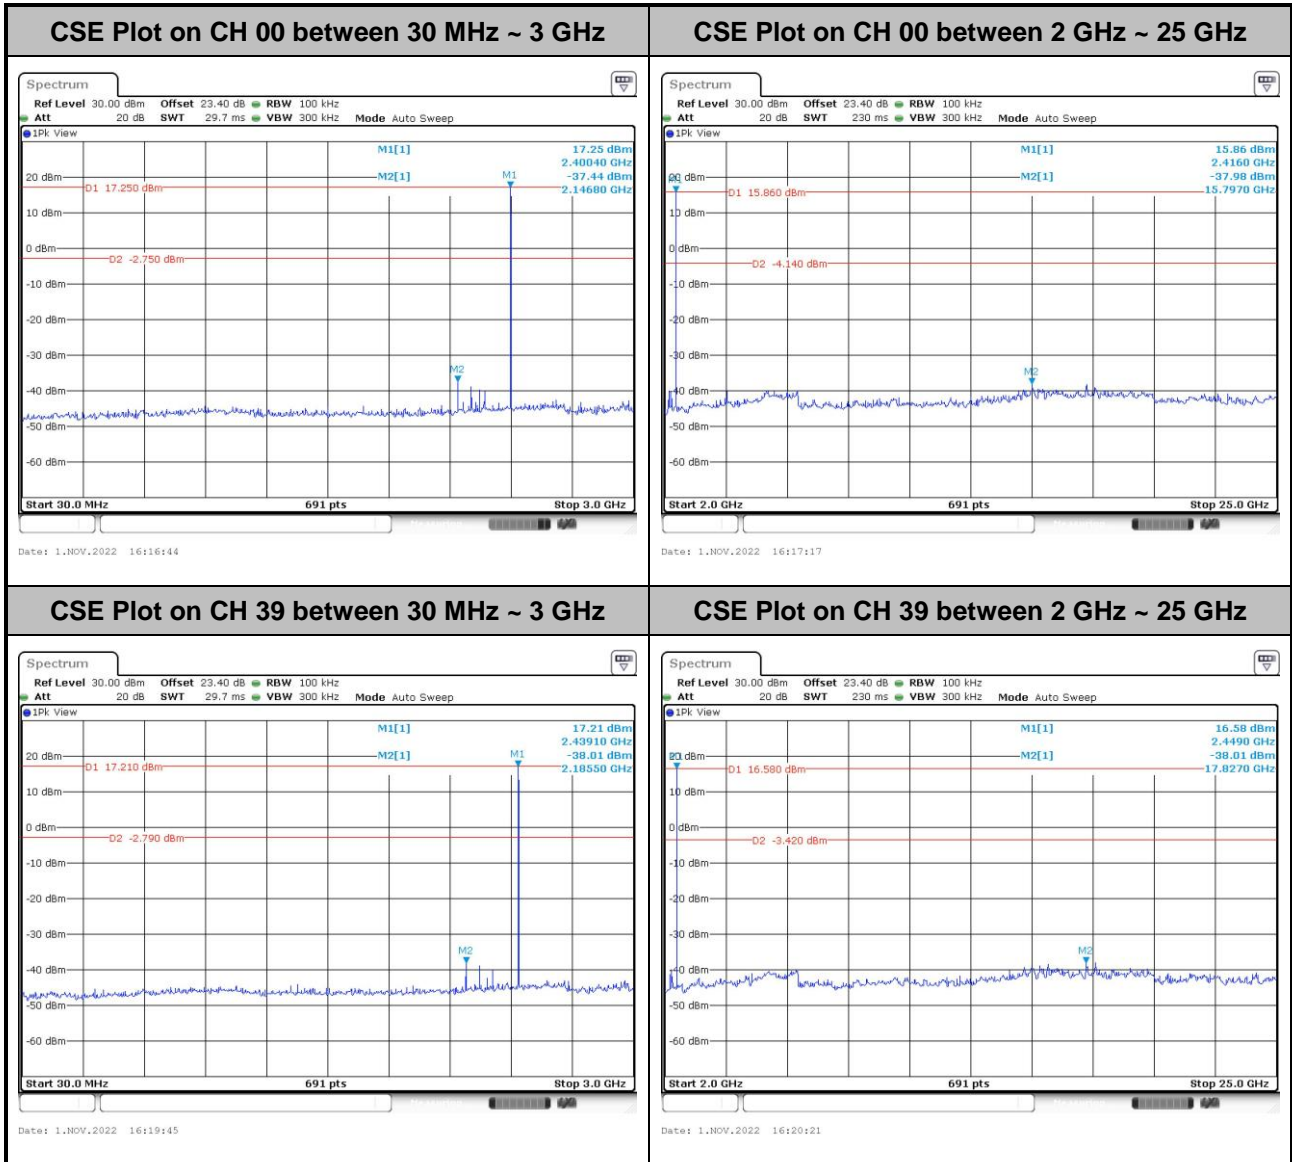 CSE Plot on CH 00 between 30 MHz ~ 3 GHz
Spectrum
Ref Level 30.00 dBm Offset 23.40 dB RBW 100 kHz
Att 20 dB SWT 29.7 ms VBW 300 kHz Mode Auto Sweep
1Pk View
M1[1] 17.25 dBm
2.40040 GHz
M2[1] -37.44 dBm
2.14680 GHz
20 dBm
M1
D1 17.250 dBm
10 dBm
0 dBm
D2 -2.750 dBm
-10 dBm
-20 dBm
-30 dBm
M2
-40 dBm
-50 dBm
-60 dBm
Start 30.0 MHz 691 pts Stop 3.0 GHz
Date: 1.NOV.2022 16:16:44
CSE Plot on CH 00 between 2 GHz ~ 25 GHz
Spectrum
Ref Level 30.00 dBm Offset 23.40 dB RBW 100 kHz
Att 20 dB SWT 230 ms VBW 300 kHz Mode Auto Sweep
1Pk View
M1[1] 15.86 dBm
2.4160 GHz
M2[1] -37.98 dBm
15.7970 GHz
20 dBm
D1 15.860 dBm
10 dBm
0 dBm
D2 -4.140 dBm
-10 dBm
-20 dBm
-30 dBm
M2
-40 dBm
-50 dBm
-60 dBm
Start 2.0 GHz 691 pts Stop 25.0 GHz
Date: 1.NOV.2022 16:17:17
CSE Plot on CH 39 between 30 MHz ~ 3 GHz
Spectrum
Ref Level 30.00 dBm Offset 23.40 dB RBW 100 kHz
Att 20 dB SWT 29.7 ms VBW 300 kHz Mode Auto Sweep
1Pk View
M1[1] 17.21 dBm
2.43910 GHz
M2[1] -38.01 dBm
2.18550 GHz
20 dBm
M1
D1 17.210 dBm
10 dBm
0 dBm
D2 -2.790 dBm
-10 dBm
-20 dBm
-30 dBm
M2
-40 dBm
-50 dBm
-60 dBm
Start 30.0 MHz 691 pts Stop 3.0 GHz
Date: 1.NOV.2022 16:19:45
CSE Plot on CH 39 between 2 GHz ~ 25 GHz
Spectrum
Ref Level 30.00 dBm Offset 23.40 dB RBW 100 kHz
Att 20 dB SWT 230 ms VBW 300 kHz Mode Auto Sweep
1Pk View
M1[1] 16.58 dBm
2.4490 GHz
M2[1] -38.01 dBm
17.8270 GHz
20 dBm
D1 16.580 dBm
10 dBm
0 dBm
D2 -3.420 dBm
-10 dBm
-20 dBm
-30 dBm
M2
-40 dBm
-50 dBm
-60 dBm
Start 2.0 GHz 691 pts Stop 25.0 GHz
Date: 1.NOV.2022 16:20:21